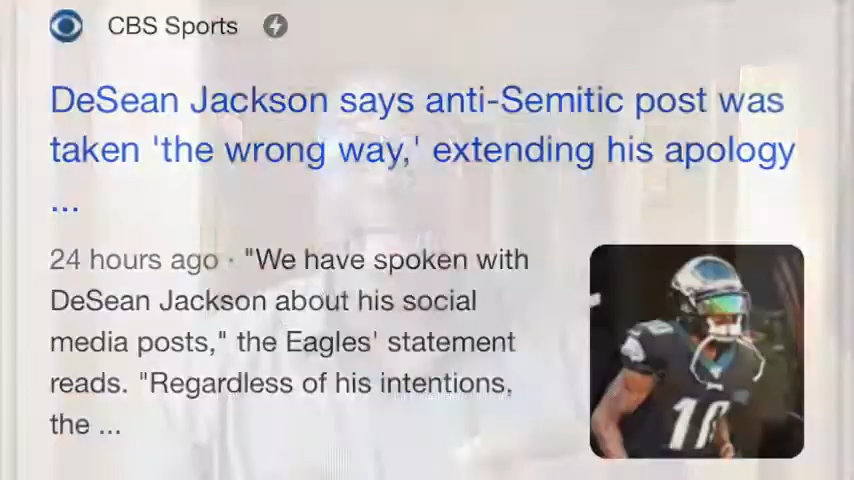 CBS Sports
DeSean Jackson says anti-Semitic post was
taken 'the wrong way,' extending his apology
...
24 hours ago · "We have spoken with
DeSean Jackson about his social
media posts," the Eagles' statement
reads. "Regardless of his intentions,
the ...
10
10